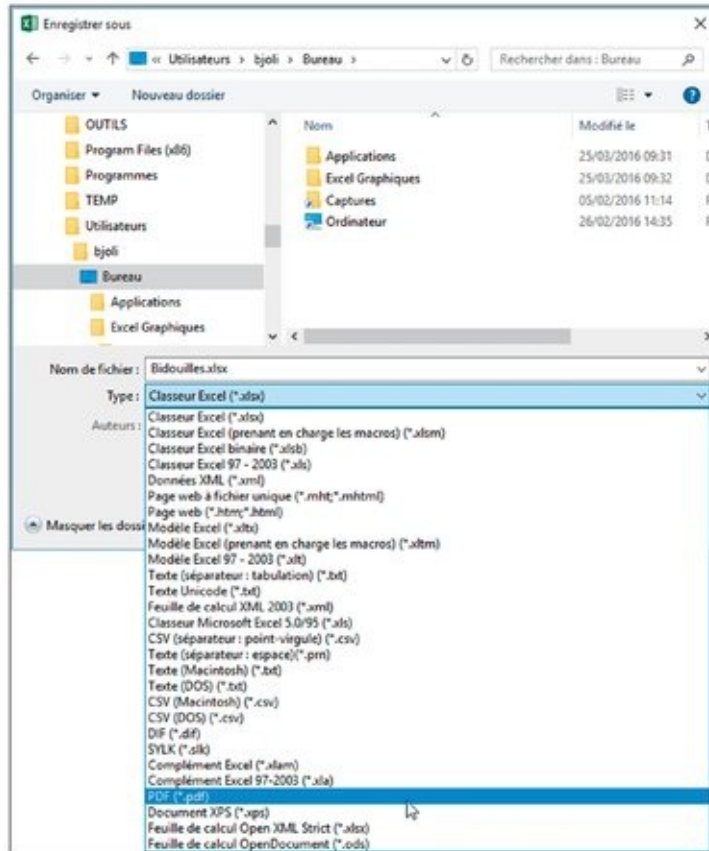 Enregistrer sous
« Utilisateurs > bjoli > Bureau >
Rechercher dans : Bureau
Organiser
Nouveau dossier
OUTILS
Program Files (x86)
Programmes
TEMP
Utilisateurs
bjoli
Bureau
Applications
Excel Graphiques
Nom Modifié le
Applications 25/03/2016 09:31
Excel Graphiques 25/03/2016 09:32
Captures 05/02/2016 11:14
Ordinateur 26/02/2016 14:35
Nom de fichier : Bidouilles.xlsx
Type : Classeur Excel (*.xlsx)
Auteurs :
Classeur Excel (*.xlsx)
Classeur Excel (prenant en charge les macros) (*.xlsm)
Classeur Excel binaire (*.xlsb)
Classeur Excel 97 - 2003 (*.xls)
Données XML (*.xml)
Page web à fichier unique (*.mht;*.mhtml)
Page web (*.htm;*.html)
Masquer les doss
Modèle Excel (*.xltx)
Modèle Excel (prenant en charge les macros) (*.xltm)
Modèle Excel 97 - 2003 (*.xlt)
Texte (séparateur : tabulation) (*.txt)
Texte Unicode (*.txt)
Feuille de calcul XML 2003 (*.xml)
Classeur Microsoft Excel 5.0/95 (*.xls)
CSV (séparateur : point-virgule) (*.csv)
Texte (séparateur : espace)(*.prn)
Texte (Macintosh) (*.txt)
Texte (DOS) (*.txt)
CSV (Macintosh) (*.csv)
CSV (DOS) (*.csv)
DIF (*.dif)
SYLK (*.slk)
Complément Excel (*.xlam)
Complément Excel 97-2003 (*.xla)
PDF (*.pdf)
Document XPS (*.xps)
Feuille de calcul Open XML Strict (*.xlsx)
Feuille de calcul OpenDocument (*.ods)